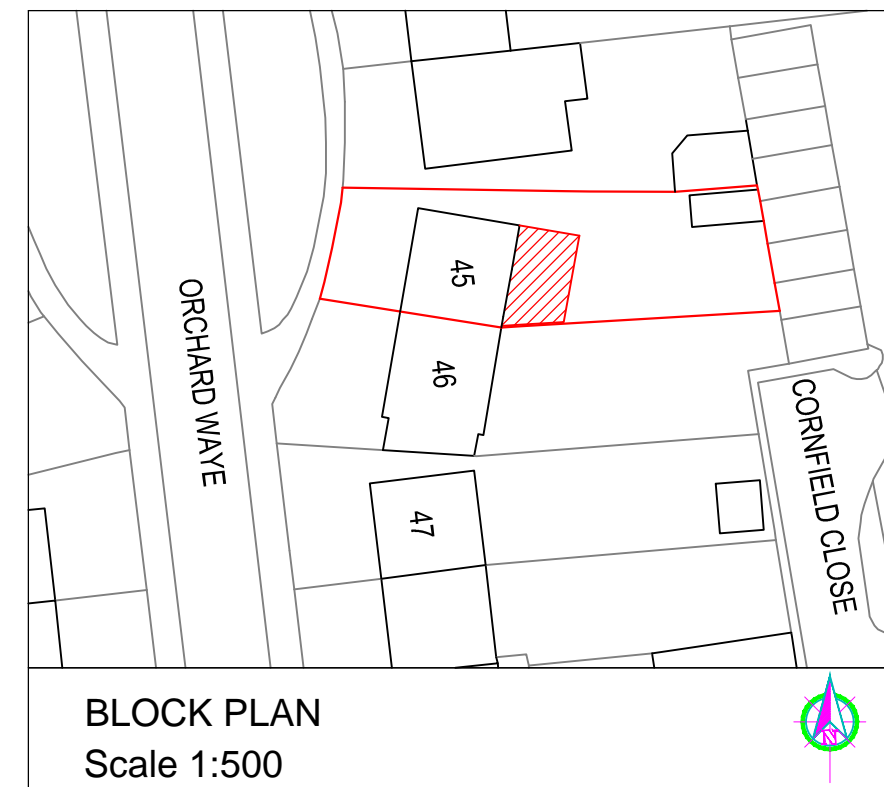 45
46
47
ORCHARD WAYE
CORNFIELD CLOSE
BLOCK PLAN
Scale 1:500
N